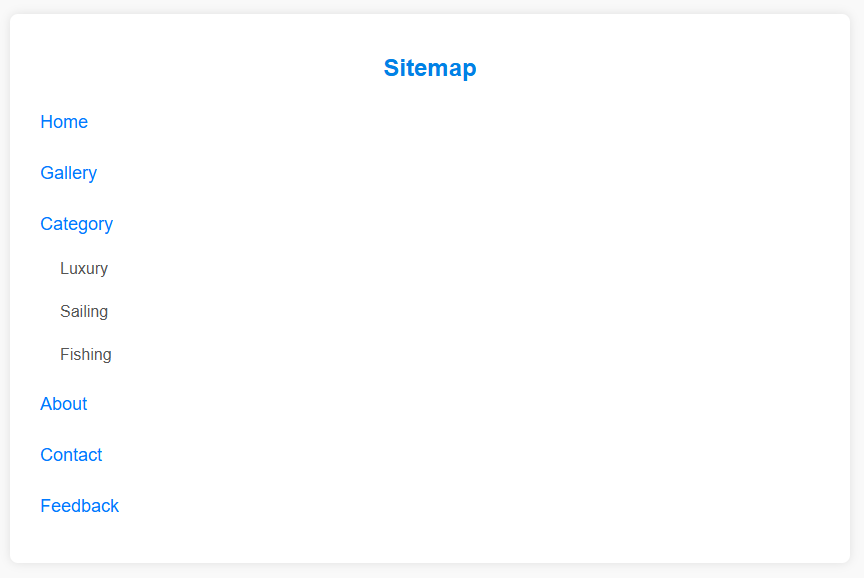 Sitemap
Home
Gallery
Category
Luxury
Sailing
Fishing
About
Contact
Feedback